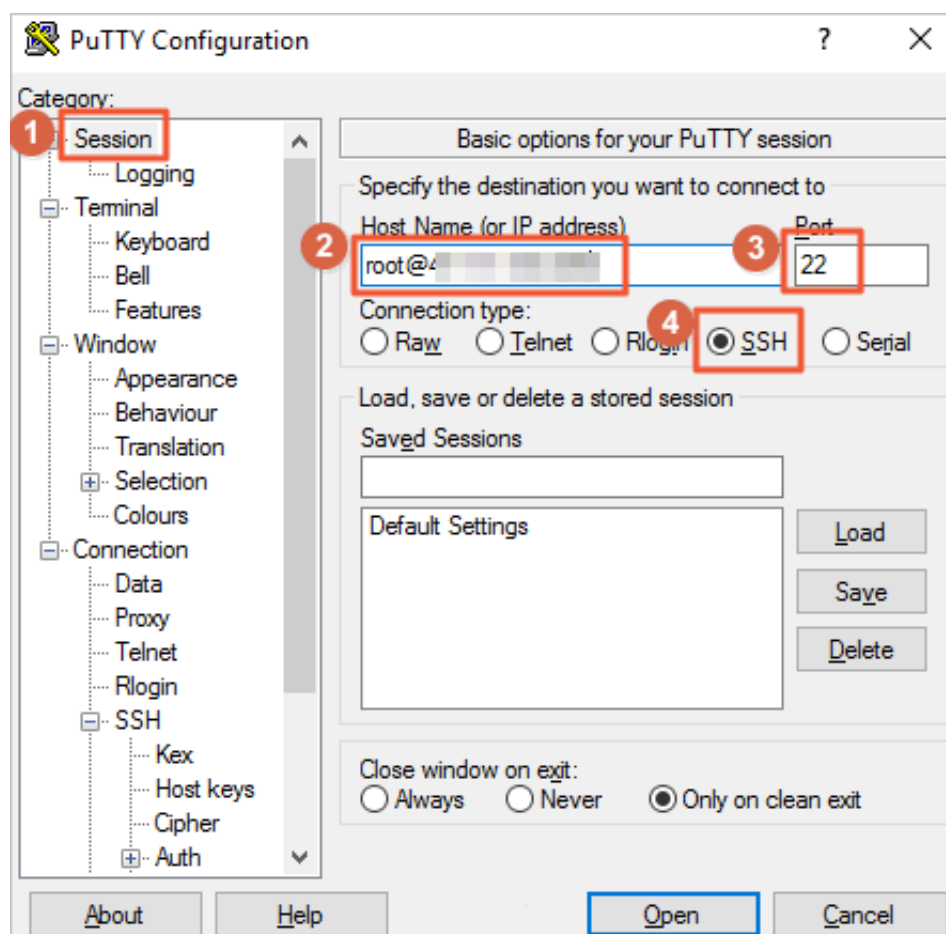 PuTTY Configuration
?
Category:
1
Session
Logging
Terminal
Keyboard
Bell
Features
Window
Appearance
Behaviour
Translation
Selection
Colours
Connection
Data
Proxy
Telnet
Rlogin
SSH
Kex
Host keys
Cipher
Auth
Basic options for your PuTTY session
Specify the destination you want to connect to
Host Name (or IP address)
Port
2
root@4
3
22
Connection type:
4
Raw Telnet Rlogin SSH Serial
Load, save or delete a stored session
Saved Sessions
Default Settings
Load
Save
Delete
Close window on exit:
Always Never Only on clean exit
About Help Open Cancel